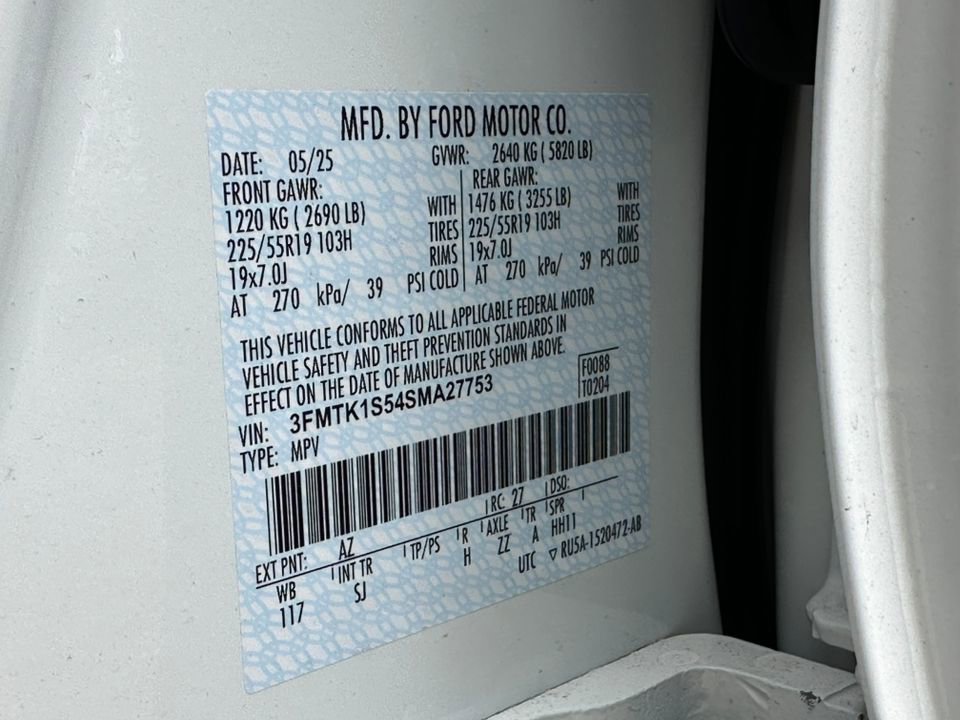 MFD. BY FORD MOTOR CO.
DATE: 05/25 GVWR: 2640 KG ( 5820 LB)
FRONT GAWR: REAR GAWR:
1220 KG ( 2690 LB) WITH 1476 KG ( 3255 LB) WITH
225/55R19 103H TIRES 225/55R19 103H TIRES
19x7.0J RIMS 19x7.0J RIMS
AT 270 kPa/ 39 PSI COLD AT 270 kPa/ 39 PSI COLD
THIS VEHICLE CONFORMS TO ALL APPLICABLE FEDERAL MOTOR
VEHICLE SAFETY AND THEFT PREVENTION STANDARDS IN
EFFECT ON THE DATE OF MANUFACTURE SHOWN ABOVE.
F0088
VIN: 3FMTK1S54SMA27753 T0204
TYPE: MPV
EXT PNT: AZ RC: 27 DSO:
WB INT TR TP/PS R AXLE TR SPR
117 SJ H ZZ A HH11
UTC ▽ RU5A-1520472-AB